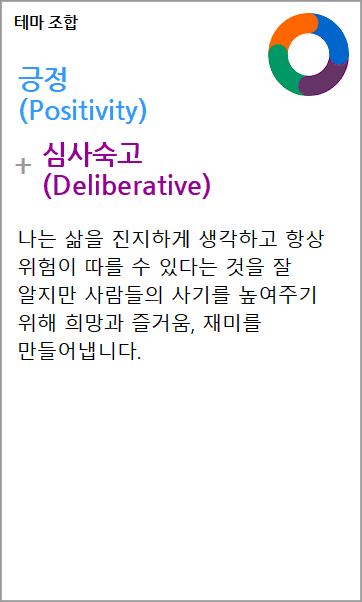 테마 조합
긍정
(Positivity)
+ 심사숙고
(Deliberative)
나는 삶을 진지하게 생각하고 항상
위험이 따를 수 있다는 것을 잘
알지만 사람들의 사기를 높여주기
위해 희망과 즐거움, 재미를
만들어냅니다.